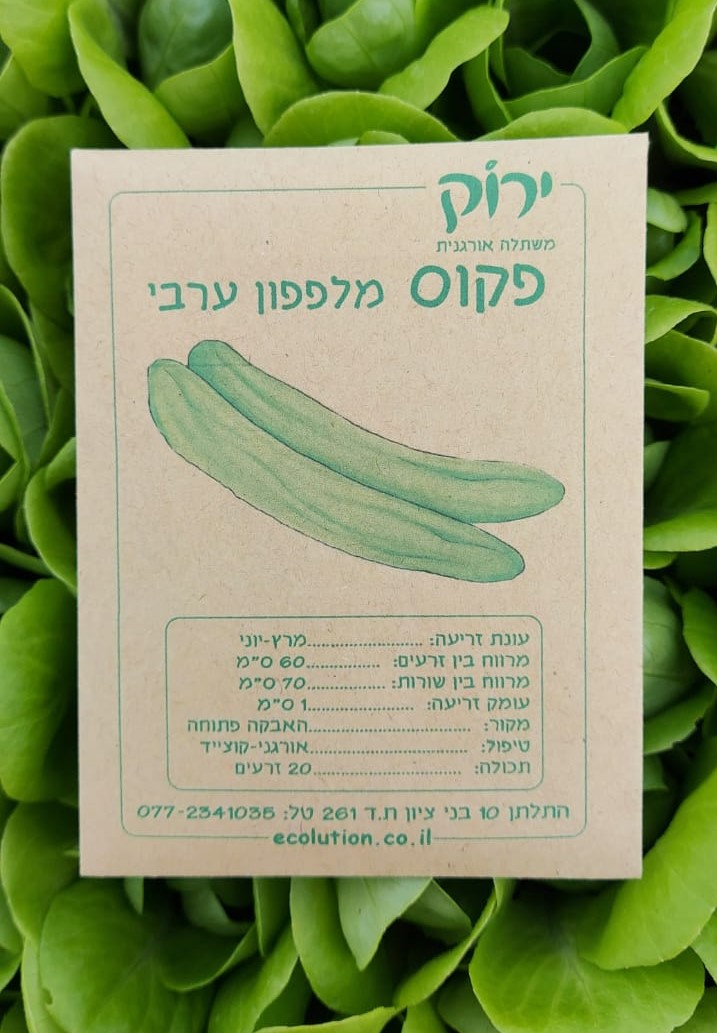 ירוק
משתלה אורגנית
פקוס מלפפון ערבי
עונת זריעה: ........................מרץ-יוני
מרווח בין זרעים: ..............60 ס"מ
מרווח בין שורות: ..............70 ס"מ
עומק זריעה: ......................1 ס"מ
מקור: ..................................האבקה פתוחה
טיפול: .................................אורגני-קוצייד
תכולה: ...............................20 זרעים
התלתן 10 בני ציון ת.ד 261 טל: 077-2341035
ecolution.co.il